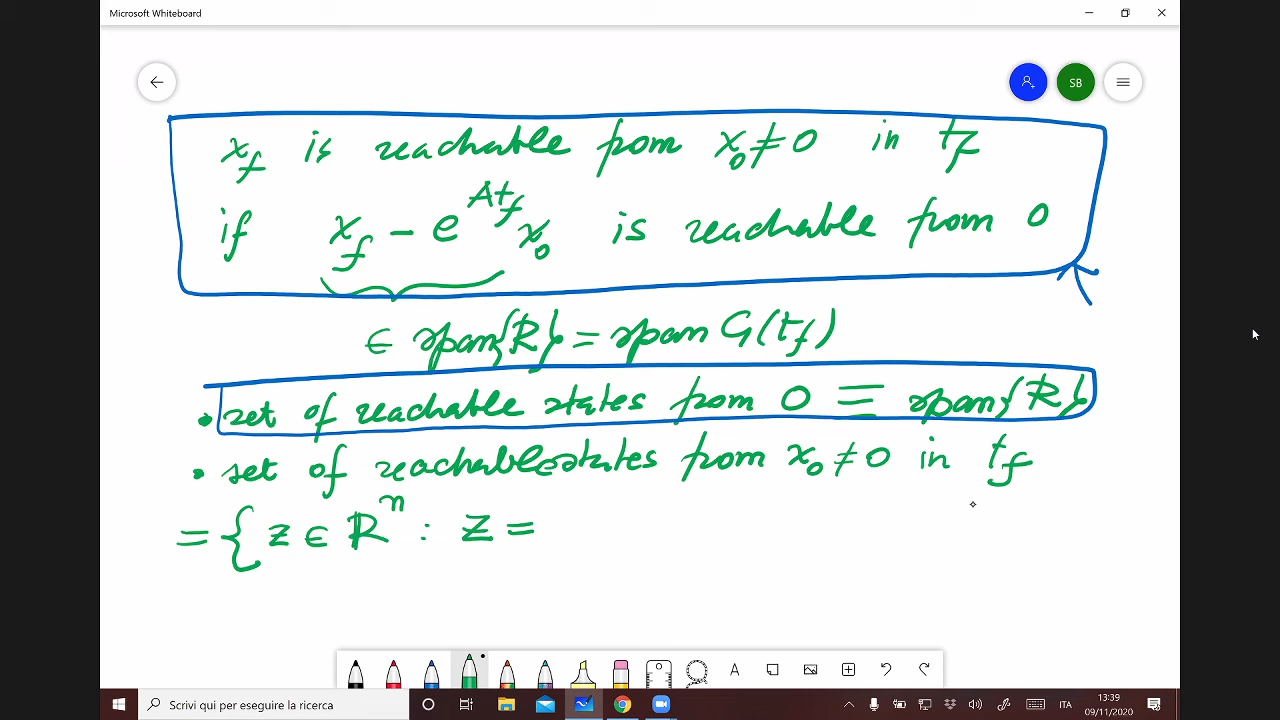 Microsoft Whiteboard
SB
x_f is reachable from x_0 ≠ 0 in t_f
if x_f - e^{At_f} x_0 is reachable from 0
∈ span{R} = span G(t_f)
• set of reachable states from 0 = span{R}
• set of reachable states from x_0 ≠ 0 in t_f
= { z ∈ ℝ^n : z =
A
Scrivi qui per eseguire la ricerca
ITA
13:39
09/11/2020